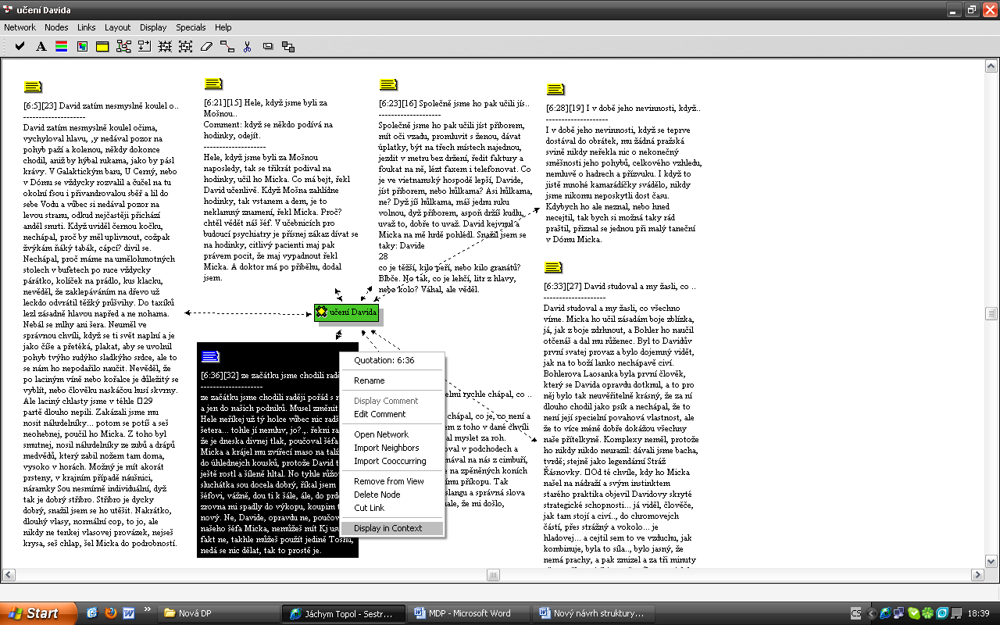 učení Davida
Network Nodes Links Layout Display Specials Help
[6:5][23] David zatím nesmyslně koulel o..
--------------------
David zatím nesmyslně koulel očima,
vychyloval hlavu, ,y nedával pozor na
pohyb paží a kolenou, někdy dokonce
chodil, aniž by hýbal rukama, jako by pásl
krávy. V Galaktickým baru, U Černý, nebo
v Dómu se vždycky rozvalil a čučel na tu
okolní řsou i přivandrovalou sběř a lil do
sebe Vodu a vůbec si nedával pozor na
levou stranu, odkud nejčastěji přichází
anděl smrti. Když uviděl černou kočku,
nechápal, proč by měl uplivnout, cožpak
žvýkám ňáký tabák, cápcí? divil se.
Nechápal, proč máme na umělohmotných
stolech v bufetech po ruce vždycky
párátko, kolíček na prádlo, kus klacku,
nevěděl, že zaklepáváním na dřevo už
leckdo odvrátil těžký průšvihy. Do taxíků
lezl zásadně hlavou napřed a ne nohama.
Nebál se mlhy ani šera. Neuměl ve
správnou chvíli, když se ti svět naplní a je
jako číše a přetéká, plakat, aby se uvolnil
pohyb tvýho rudýho sladkýho srdce, ale to
se nám ho nepodařilo naučit. Nevěděl, že
po laciným víně nebo kořalce je důležitý se
vyblít, nebo člověku naskáčou husí skvrny.
Ale laciný chlasty jsme v téhle 29
partě dlouho nepili. Zakázali jsme mu
nosit náhrdelníky... potom se potíš a seš
neohebnej, poučil ho Micka. Z toho byl
smutnej, nosil náhrdelníky ze zubů a drápů
medvědů, který zabil nožem tam doma,
vysoko v horách. Možný je mít akorát
prsteny, v krajním případě náušnici,
náramky Sou nesmírně individuální, dyž
tak je dobrý stříbro. Stříbro je dycky
dobrý, snažil jsem se ho utěšit. Nakrátko,
dlouhý vlasy, normální cop, to jo, ale
nikdy ne tenkej vlasovej provázek, nejseš
krysa, seš chlap, šel Micka do podrobností.
[6:21][15] Hele, když jsme byli za
Mošnou..
Comment: když se někdo podívá na
hodinky, odejít.
--------------------
Hele, když jsme byli za Mošnou
naposledy, tak se třikrát podival na
hodinky, učil ho Micka. Co má bejt, řekl
David učenlivě. Když Mošna zahlídne
hodinky, tak vstanem a dem, je to
neklamný znamení, řekl Micka. Proč?
chtěl vědět náš šéf. V učebnicích pro
budoucí psychiatry je přísnej zákaz dívat se
na hodinky, citlivý pacienti maj pak
právem pocit, že maj vypadnout řekl
Micka. A doktor má po příběhu, dodal
jsem.
[6:23][16] Společně jsme ho pak učili jís..
--------------------
Společně jsme ho pak učili jíst příborem,
mít oči vzadu, promluvit s ženou, dávat
úplatky, být na třech místech najednou,
jezdit v metru bez držení, ředit faktury a
foukat na ně, lézt faxem i telefonovat. Co
je ve vietnamský hospodě lepší, Davide,
jíst příborem, nebo hůlkama? Asi hůlkama,
ne? Dyž jíš hůlkama, máš jednu ruku
volnou, dyž příborem, aspoň držíš kudlu,
uvaž to, dobře to uvaž. David kejvnul a
Micka na mě hrdě pohlédl. Snažil jsem se
taky: Davide
28
co je těžší, kilo peří, nebo kilo granátů?
Blbče. No tak, co je lehčí, litr z hlavy,
nebo kolo? Váhal, ale věděl.
[6:28][19] I v době jeho nevinnosti, když..
--------------------
I v době jeho nevinnosti, když se teprve
dostával do obrátek, mu žádná pražská
svině nikdy neřekla nic o nekonečný
směšnosti jeho pohybů, celkového vzhledu,
nemluvě o hadrech a přízvuku. I když to
jistě mnohé kamarádíčky svádělo, nikdy
jsme nikomu neposkytli dost času.
Kdybych ho ale neznal, nebo hned
necejtil, tak bych si možná taky rád
praštil, přiznal se jednou při malý taneční
v Dómu Micka.
[6:33][27] David studoval a my žasli, co ..
--------------------
David studoval a my žasli, co všechno
víme. Micka ho učil zásadám boje zblízka,
já, jak z boje zdrhnout, a Bohler ho naučil
otčenáš a dal mu růženec. Byl to Davidův
první svatej provaz a bylo dojemný vidět,
jak na to boží lanko nechápavě civí.
Bohlerova Laosanka byla první člověk,
který se Davida opravdu dotknul, a to pro
něj bylo tak neuvěřitelně krásný, že za ní
dlouho chodil jako psík a nechápal, že to
není její speciální povahová vlastnost, ale
že to více méně dobře dokážou všechny
naše přítelkyně. Komplexy neměl, protože
ho nikdy nikdo neurazil: dávali jsme bacha,
tvrdě; stejně jako legendární Stráž
Řásnovky. Od té chvíle, kdy ho Micka
našel na nádraží a svým instinktem
starého praktika objevil Davidovy skryté
strategické schopnosti... já viděl, člověče,
jak tam stojí a civí.., do chromovejch
částí, přes strážný a vokolo... je
hladovej... a cejtil sem to ve vzduchu, jak
kombinuje, byla to síla.., bylo jasný, že
nemá prachy, a pak zmizel a za tři minuty
učení Davida
[6:36][32] ze začátku jsme chodili rad
--------------------
ze začátku jsme chodili raději pořád s
a jen do našich podniků. Musel změnit
Hele neříkej už tý holce vůbec nic radš
šetera... tohle jí nemluv, jo?.,. řekni ra
že je dneska divnej tlak, poučoval šéfa
Micka a krájel mu zvířecí maso na talí
do úhlednejch kousků, protože David t
ještě rostl a šíleně hltal. No tyhle růžo
sluchátka sou docela dobrý, říkal jsem
šéfovi, vážně, dou ti k šále, ále, do prd
zrovna mi spadly do výkopu, koupim t
nový. Ne, Davide, opravdu ne, poučov
našeho šéfa Micka, nemůžeš mít Kj us
fakt ne, takhle můžeš použít jedině Tošnu,
nedá se nic dělat, tak to prostě je.
Quotation: 6:36
Rename
Display Comment
Edit Comment
Open Network
Import Neighbors
Import Cooccurring
Remove from View
Delete Node
Cut Link
Display in Context
elmi rychle chápal, co ..
chápal, co, co není a
em z toho v dané chvíli
al myslet za roh.
oval v podchodech a
mával na nás z cimbuří,
e na zpěněných koních
ímu příkopu. Tak
slangu a správná slova
ale, že mi došlo,
Start
Nová DP
Jáchym Topol - Sestr...
MDP - Microsoft Word
Nový návrh struktury...
CS
18:39